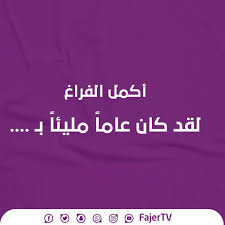 أكمل الفراغ
لقد كان عاماً مليئاً بـ ....
FajerTV